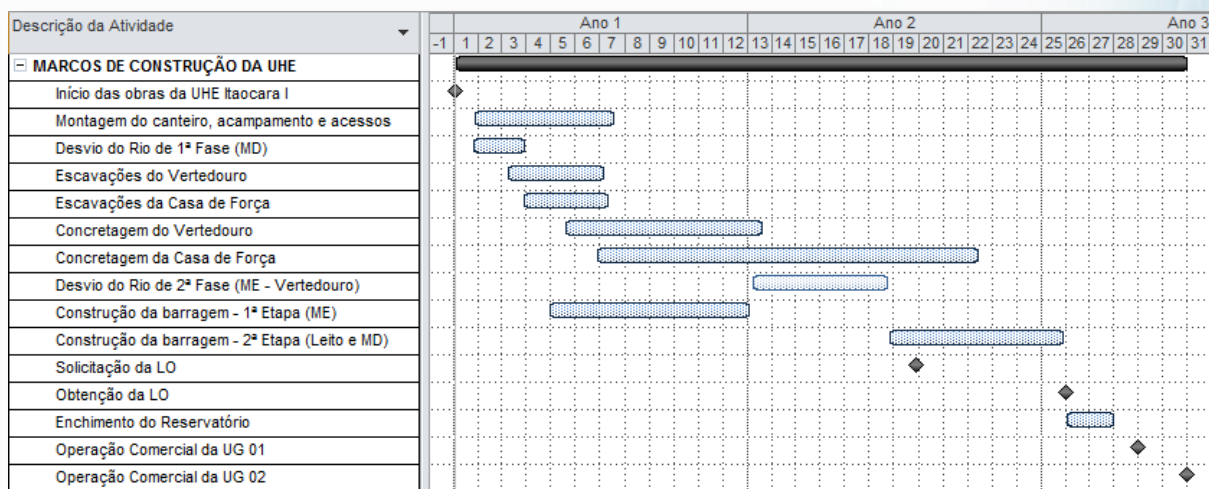 Descrição da Atividade
Ano 1 Ano 2 Ano 3
-1 1 2 3 4 5 6 7 8 9 10 11 12 13 14 15 16 17 18 19 20 21 22 23 24 25 26 27 28 29 30 31
MARCOS DE CONSTRUÇÃO DA UHE
Início das obras da UHE Itaocara I
Montagem do canteiro, acampamento e acessos
Desvio do Rio de 1ª Fase (MD)
Escavações do Vertedouro
Escavações da Casa de Força
Concretagem do Vertedouro
Concretagem da Casa de Força
Desvio do Rio de 2ª Fase (ME - Vertedouro)
Construção da barragem - 1ª Etapa (ME)
Construção da barragem - 2ª Etapa (Leito e MD)
Solicitação da LO
Obtenção da LO
Enchimento do Reservatório
Operação Comercial da UG 01
Operação Comercial da UG 02